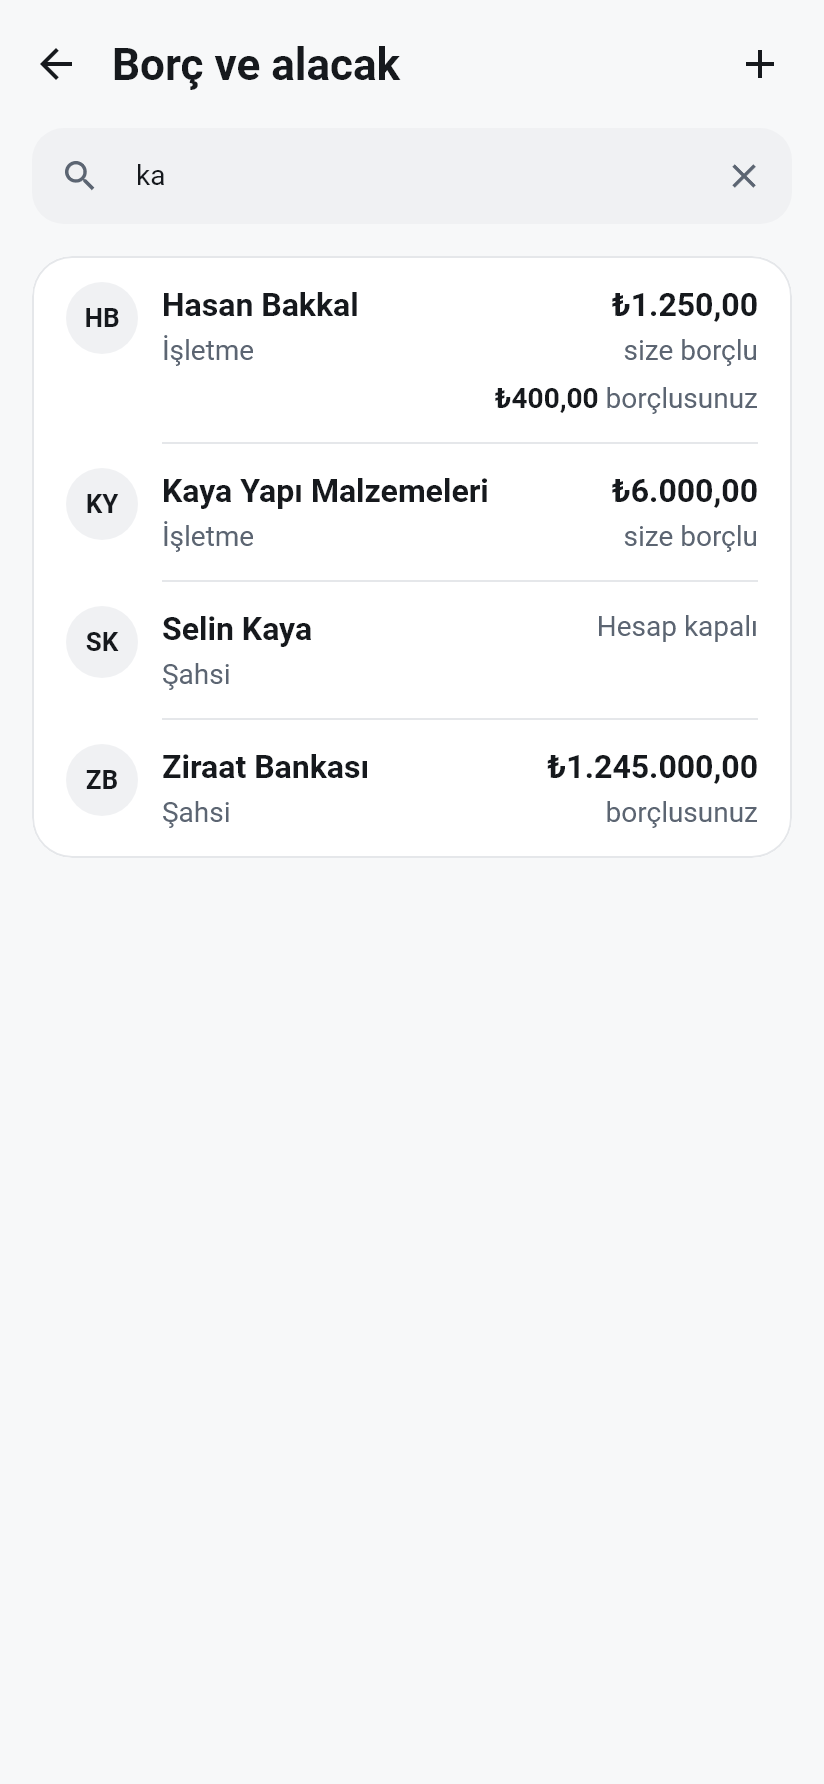 Borç ve alacak
ka
HB
Hasan Bakkal
₺1.250,00
İşletme
size borçlu
₺400,00 borçlusunuz
KY
Kaya Yapı Malzemeleri
₺6.000,00
İşletme
size borçlu
SK
Selin Kaya
Hesap kapalı
Şahsi
ZB
Ziraat Bankası
₺1.245.000,00
Şahsi
borçlusunuz